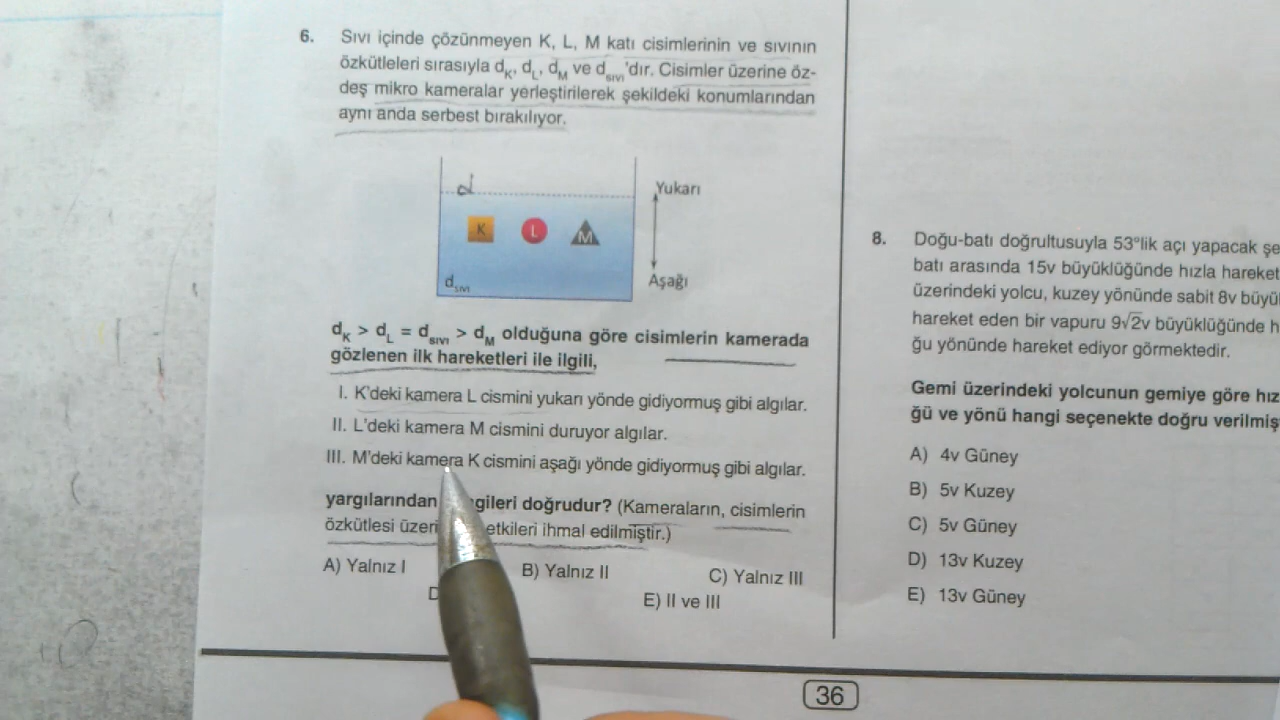 6. Sıvı içinde çözünmeyen K, L, M katı cisimlerinin ve sıvının
özkütleleri sırasıyla dK, dL, dM ve dsıvı'dır. Cisimler üzerine öz-
deş mikro kameralar yerleştirilerek şekildeki konumlarından
aynı anda serbest bırakılıyor.
d
Yukarı
K L M
Aşağı
dsıvı
dK > dL = dsıvı > dM olduğuna göre cisimlerin kamerada
gözlenen ilk hareketleri ile ilgili,
I. K'deki kamera L cismini yukarı yönde gidiyormuş gibi algılar.
II. L'deki kamera M cismini duruyor algılar.
III. M'deki kamera K cismini aşağı yönde gidiyormuş gibi algılar.
yargılarından doğrudur? (Kameraların, cisimlerin
özkütlesi etkileri ihmal edilmiştir.)
A) Yalnız I B) Yalnız II C) Yalnız III
E) II ve III
8. Doğu-batı doğrultusuyla 53°lik açı yapacak şe
batı arasında 15v büyüklüğünde hızla hareket
üzerindeki yolcu, kuzey yönünde sabit 8v büyü
hareket eden bir vapuru 9√2v büyüklüğünde h
ğu yönünde hareket ediyor görmektedir.
Gemi üzerindeki yolcunun gemiye göre hız
ğü ve yönü hangi seçenekte doğru verilmiş
A) 4v Güney
B) 5v Kuzey
C) 5v Güney
D) 13v Kuzey
E) 13v Güney
36